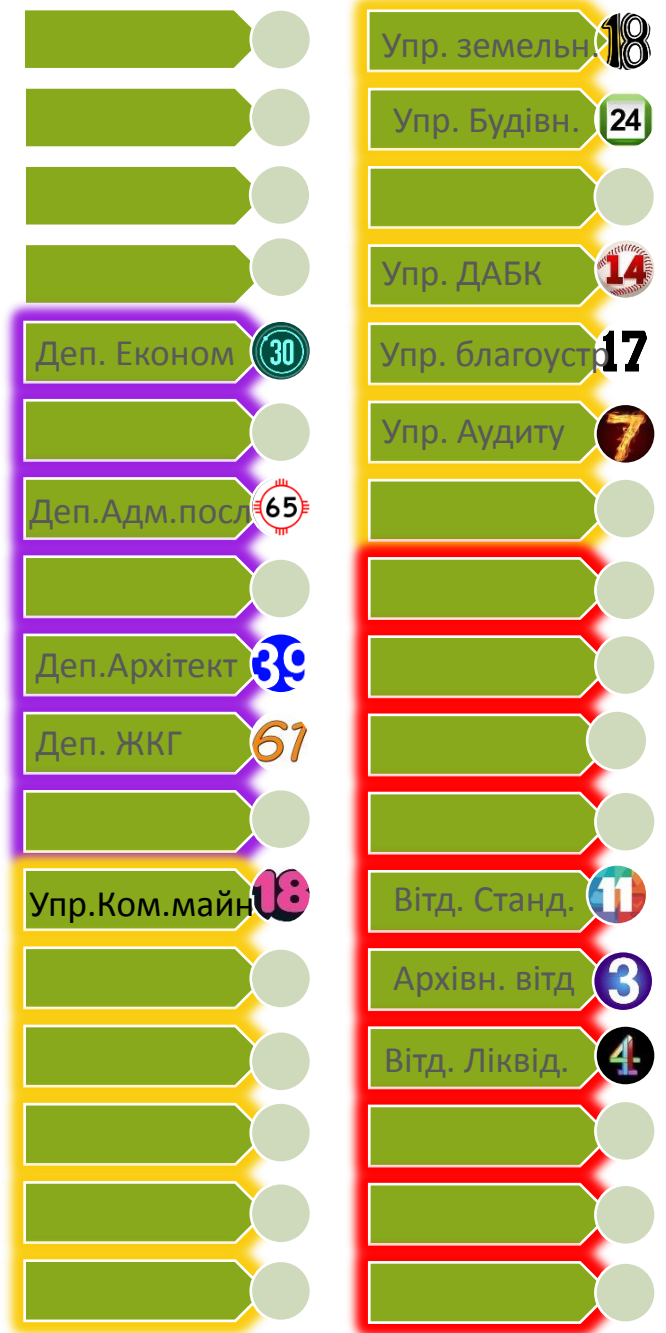 Деп. Економ 30
Деп.Адм.посл 65
Деп.Архітект 39
Деп. ЖКГ 61
Упр.Ком.майн 18
Упр. земельн. 18
Упр. Будівн. 24
Упр. ДАБК 14
Упр. благоустр 17
Упр. Аудиту 7
Вітд. Станд. 11
Архівн. вітд 3
Вітд. Ліквід. 4